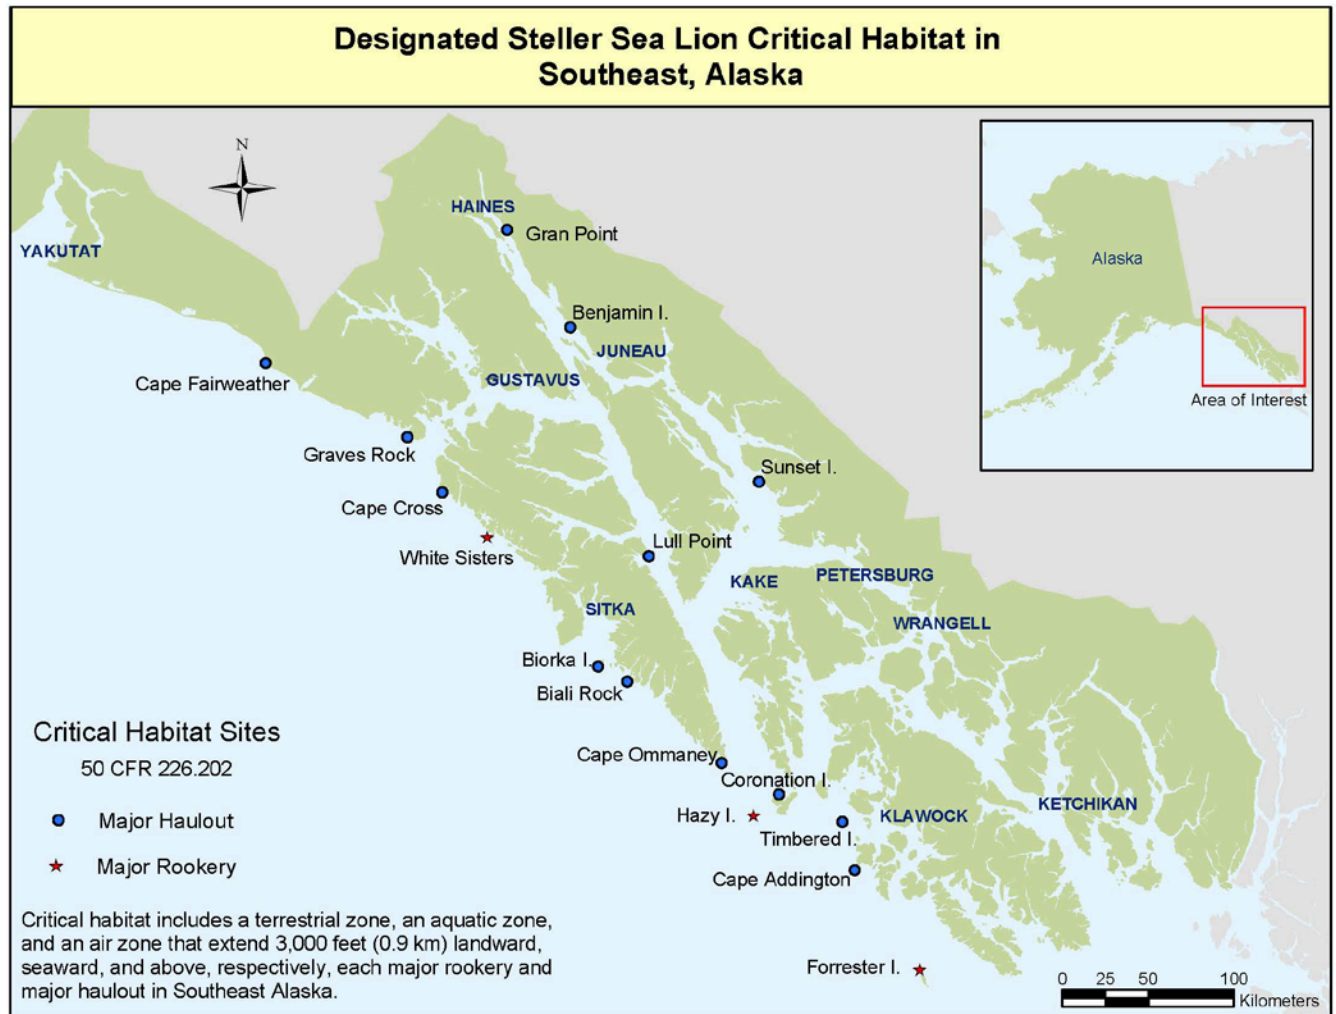 Designated Steller Sea Lion Critical Habitat in
Southeast, Alaska
N
HAINES
Gran Point
YAKUTAT
Alaska
Benjamin I.
JUNEAU
Cape Fairweather
GUSTAVUS
Area of Interest
Graves Rock
Sunset I.
Cape Cross
White Sisters
Lull Point
KAKE
PETERSBURG
SITKA
WRANGELL
Biorka I.
Biali Rock
Cape Ommaney
Coronation I.
Hazy I.
KLAWOCK
KETCHIKAN
Timbered I.
Cape Addington
Forrester I.
Critical Habitat Sites
50 CFR 226.202
Major Haulout
Major Rookery
Critical habitat includes a terrestrial zone, an aquatic zone,
and an air zone that extend 3,000 feet (0.9 km) landward,
seaward, and above, respectively, each major rookery and
major haulout in Southeast Alaska.
0 25 50 100
Kilometers